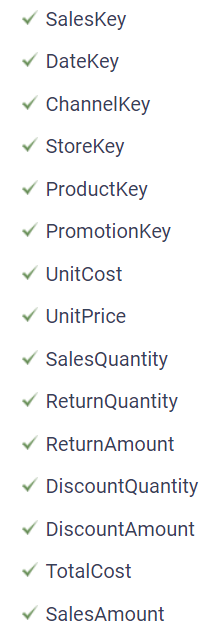 SalesKey
DateKey
ChannelKey
StoreKey
ProductKey
PromotionKey
UnitCost
UnitPrice
SalesQuantity
ReturnQuantity
ReturnAmount
DiscountQuantity
DiscountAmount
TotalCost
SalesAmount